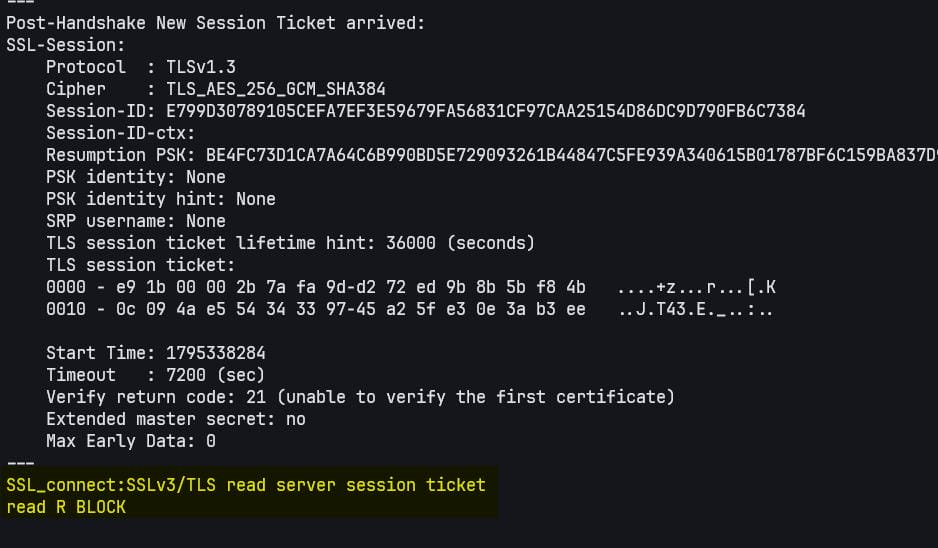 ---
Post-Handshake New Session Ticket arrived:
SSL-Session:
    Protocol  : TLSv1.3
    Cipher    : TLS_AES_256_GCM_SHA384
    Session-ID: E799D30789105CEFA7EF3E59679FA56831CF97CAA25154D86DC9D790FB6C7384
    Session-ID-ctx:
    Resumption PSK: BE4FC73D1CA7A64C6B990BD5E729093261B44847C5FE939A340615B01787BF6C159BA837D9
    PSK identity: None
    PSK identity hint: None
    SRP username: None
    TLS session ticket lifetime hint: 36000 (seconds)
    TLS session ticket:
    0000 - e9 1b 00 00 2b 7a fa 9d-d2 72 ed 9b 8b 5b f8 4b   ....+z...r...[.K
    0010 - 0c 09 4a e5 54 34 33 97-45 a2 5f e3 0e 3a b3 ee   ..J.T43.E._..:..

    Start Time: 1795338284
    Timeout   : 7200 (sec)
    Verify return code: 21 (unable to verify the first certificate)
    Extended master secret: no
    Max Early Data: 0
---
SSL_connect:SSLv3/TLS read server session ticket
read R BLOCK